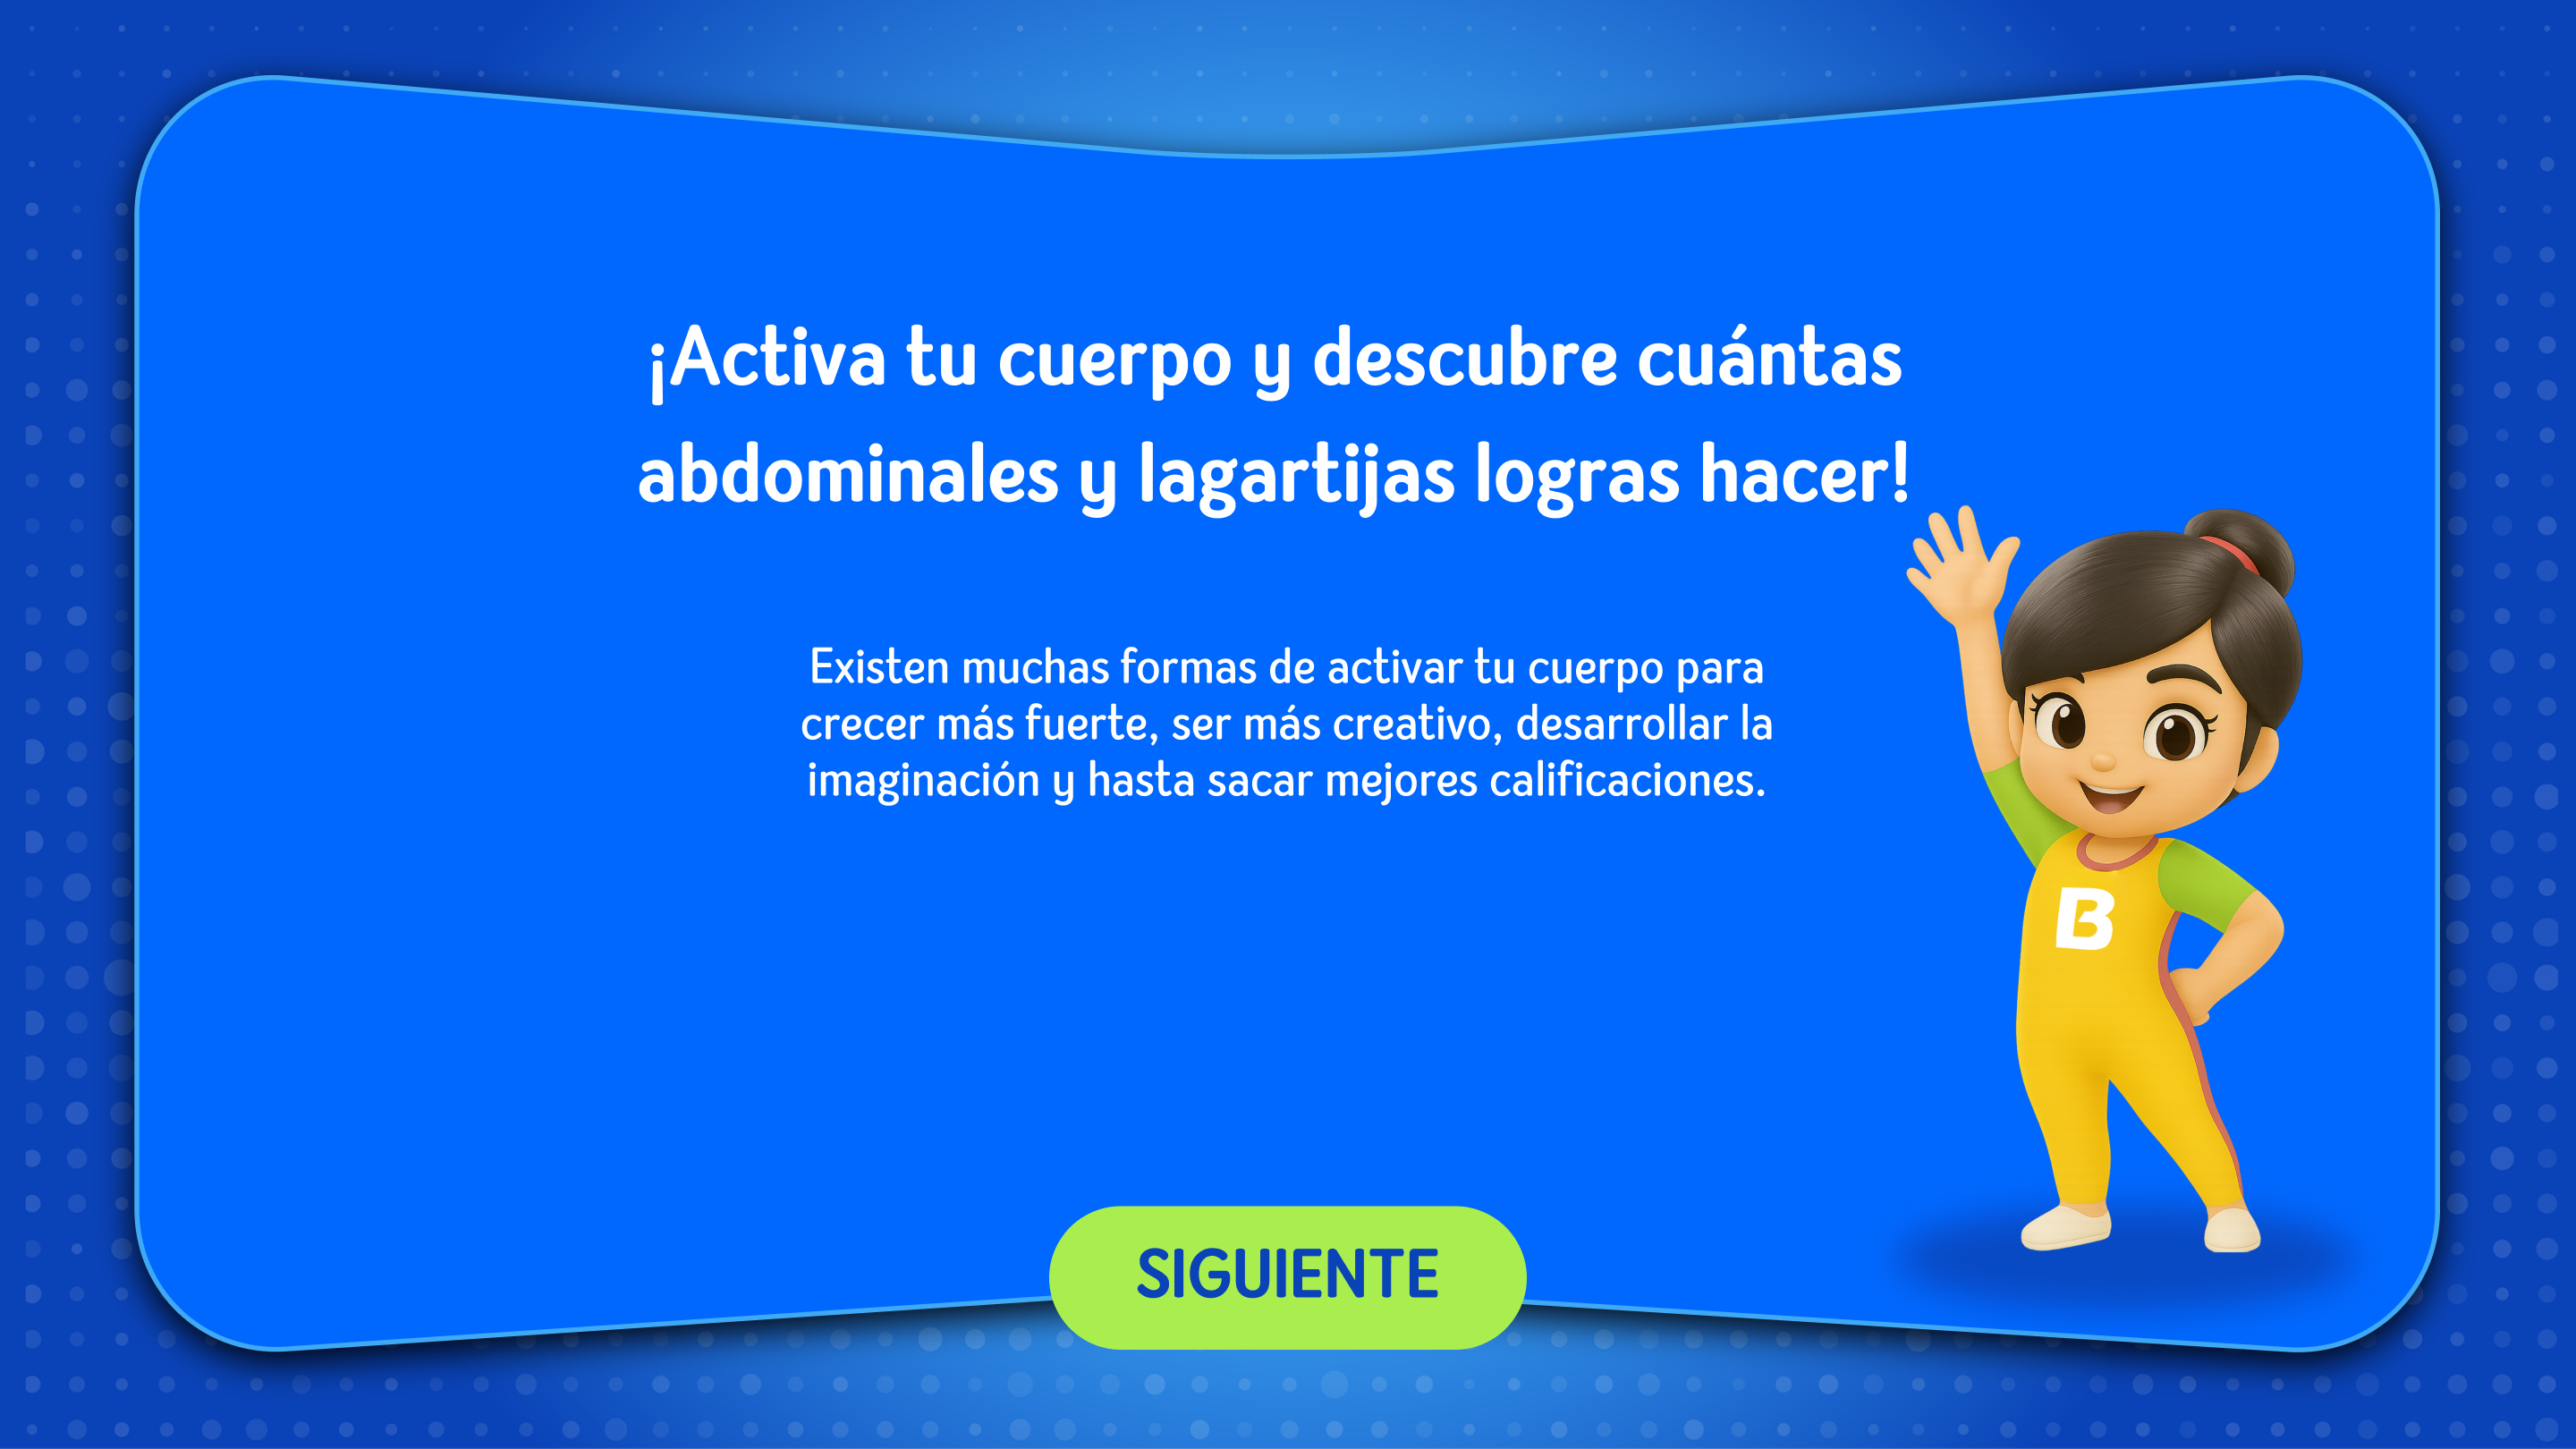 ¡Activa tu cuerpo y descubre cuántas
abdominales y lagartijas logras hacer!
Existen muchas formas de activar tu cuerpo para
crecer más fuerte, ser más creativo, desarrollar la
imaginación y hasta sacar mejores calificaciones.
B
SIGUIENTE